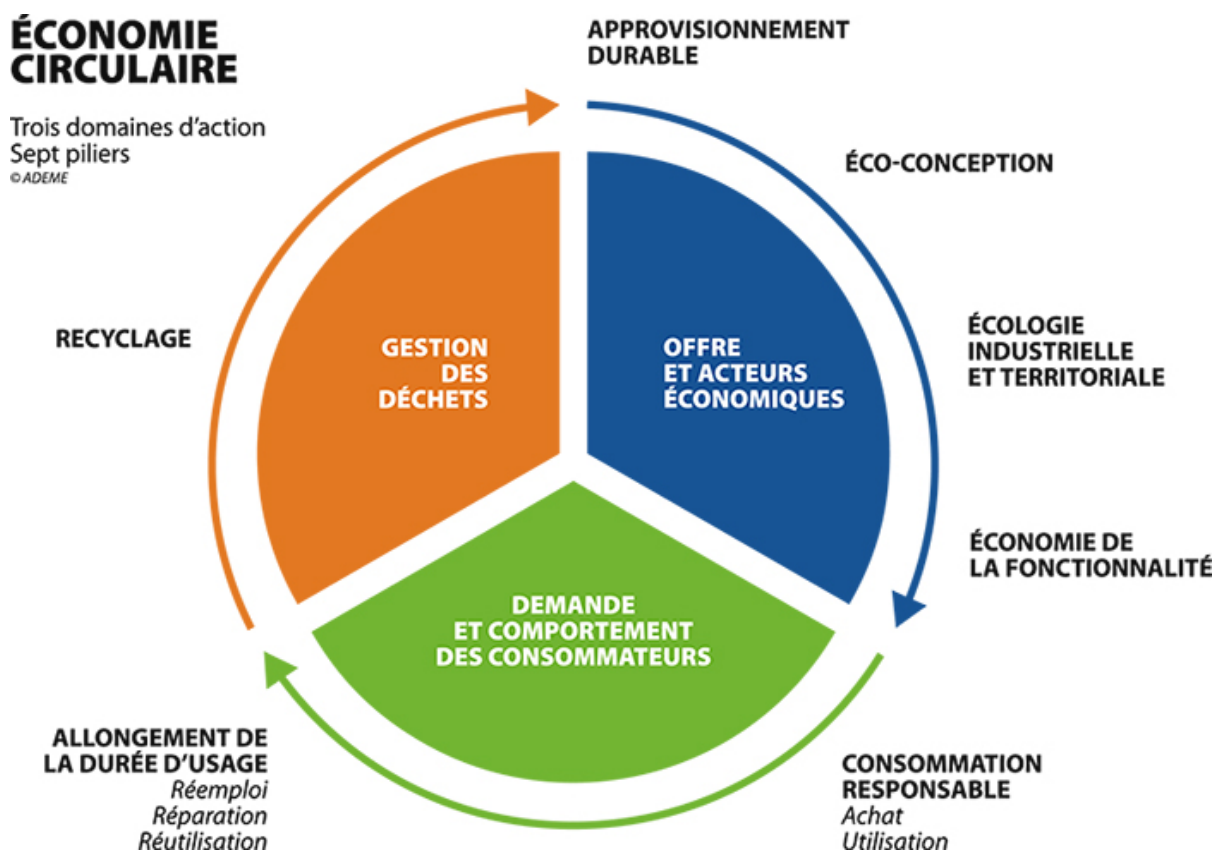 ÉCONOMIE
CIRCULAIRE
Trois domaines d’action
Sept piliers
© ADEME
APPROVISIONNEMENT
DURABLE
ÉCO-CONCEPTION
ÉCOLOGIE
INDUSTRIELLE
ET TERRITORIALE
ÉCONOMIE DE
LA FONCTIONNALITÉ
CONSOMMATION
RESPONSABLE
Achat
Utilisation
ALLONGEMENT DE
LA DURÉE D’USAGE
Réemploi
Réparation
Réutilisation
RECYCLAGE
GESTION
DES
DÉCHETS
OFFRE
ET ACTEURS
ÉCONOMIQUES
DEMANDE
ET COMPORTEMENT
DES CONSOMMATEURS